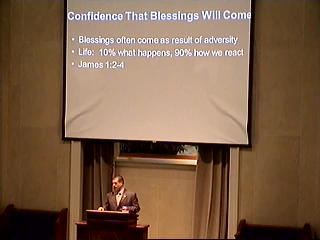 Confidence That Blessings Will Come
• Blessings often come as result of adversity
• Life: 10% what happens, 90% how we react
• James 1:2-4